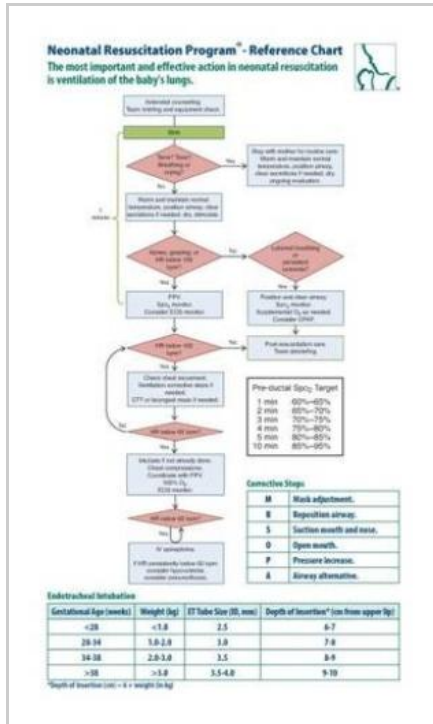 Neonatal Resuscitation Program® - Reference Chart
The most important and effective action in neonatal resuscitation
is ventilation of the baby's lungs.
Antenatal counseling
Team briefing and equipment check
Birth
Term? Tone?
Breathing or
crying?
Yes
Stay with mother for routine care:
Warm and maintain normal
temperature, position airway,
clear secretions if needed, dry,
ongoing evaluation
No
1
minute
Warm and maintain normal
temperature, position airway, clear
secretions if needed, dry, stimulate
Apnea, gasping, or
HR below 100
bpm?
No
Labored breathing
or
persistent
cyanosis?
Yes
Yes
PPV
SpO₂ monitor
Consider ECG monitor
Position and clear airway
SpO₂ monitor
Supplemental O₂ as needed
Consider CPAP
HR below 100
bpm?
No
Post-resuscitation care
Team debriefing
Yes
Check chest movement
Ventilation corrective steps if
needed
ETT or laryngeal mask if needed
No
HR below 60 bpm?
Yes
Intubate if not already done
Chest compressions
Coordinate with PPV
100% O₂
ECG monitor
HR below 60 bpm?
Yes
IV epinephrine
If HR persistently below 60 bpm
consider hypovolemia
consider pneumothorax
Pre-ductal SpO₂ Target
1 min 60%-65%
2 min 65%-70%
3 min 70%-75%
4 min 75%-80%
5 min 80%-85%
10 min 85%-95%
Corrective Steps
M Mask adjustment.
R Reposition airway.
S Suction mouth and nose.
O Open mouth.
P Pressure increase.
A Airway alternative.
Endotracheal Intubation
Gestational Age (weeks) Weight (kg) ET Tube Size (ID, mm) Depth of Insertion* (cm from upper lip)
<28 <1.0 2.5 6-7
28-34 1.0-2.0 3.0 7-8
34-38 2.0-3.0 3.5 8-9
>38 >3.0 3.5-4.0 9-10
*Depth of Insertion (cm) = 6 + weight (in kg)